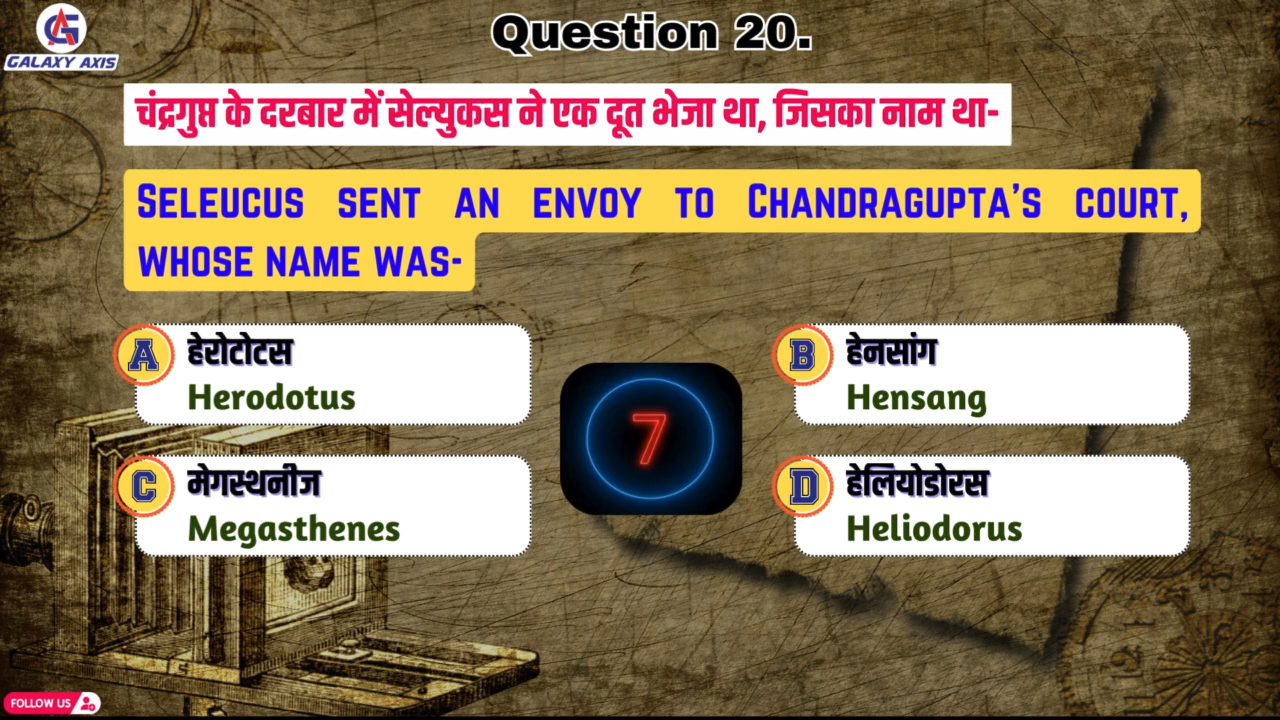 GALAXY AXIS
Question 20.
चंद्रगुप्त के दरबार में सेल्युकस ने एक दूत भेजा था, जिसका नाम था-
Seleucus sent an envoy to Chandragupta's court,
whose name was-
A हेरोटोटस
Herodotus
B हेनसांग
Hensang
7
C मेगस्थनीज
Megasthenes
D हेलियोडोरस
Heliodorus
FOLLOW US